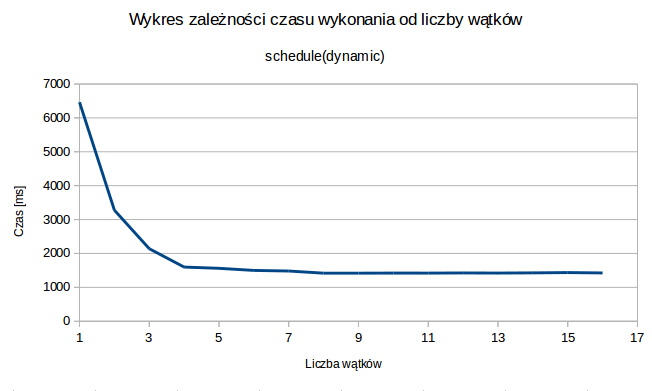 Wykres zależności czasu wykonania od liczby wątków
schedule(dynamic)
7000
6000
5000
4000
3000
2000
1000
0
Czas [ms]
1 3 5 7 9 11 13 15 17
Liczba wątków